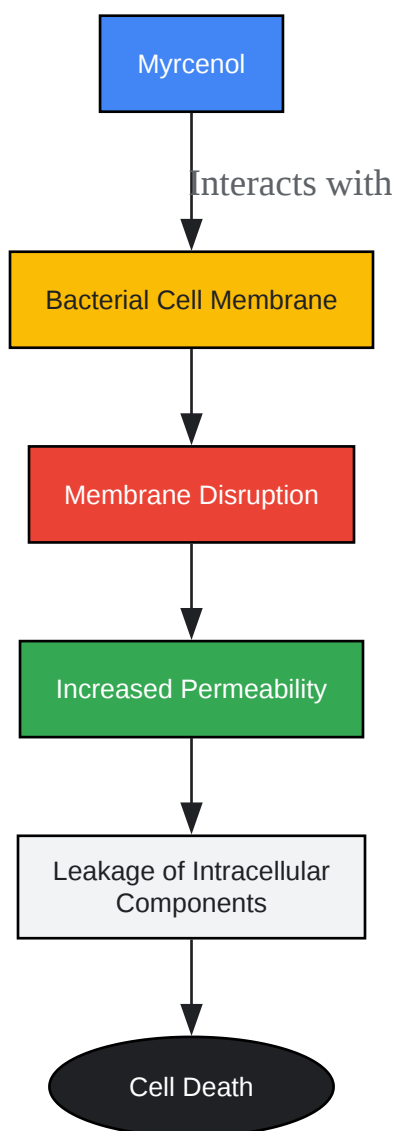 Myrcenol
Interacts with
Bacterial Cell Membrane
Membrane Disruption
Increased Permeability
Leakage of Intracellular
Components
Cell Death